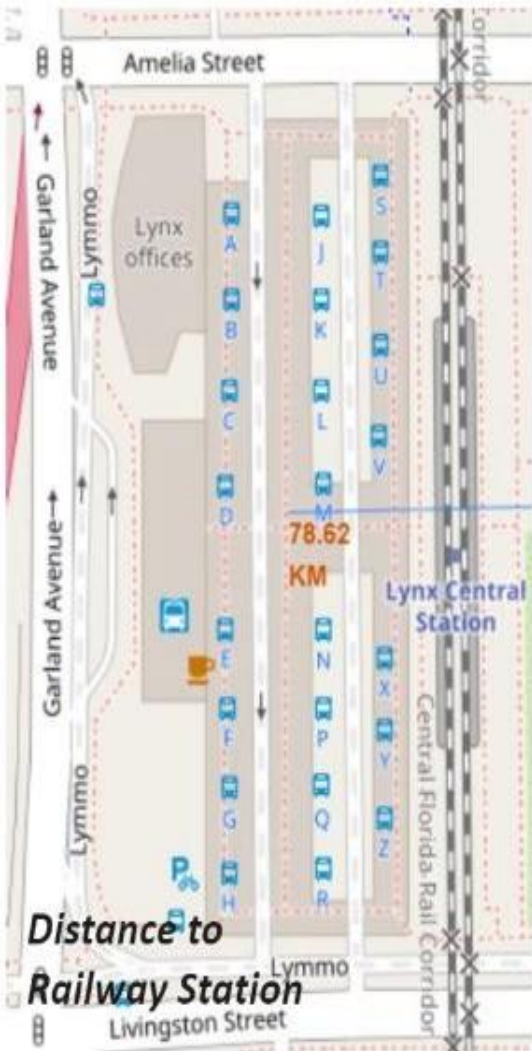 Amelia Street
orridor
Garland Avenue
Lymmo
Lynx
offices
A
B
C
D
J
K
L
M
S
T
U
V
78.62
KM
Lynx Central
Station
Garland Avenue
E
F
G
H
N
P
Q
R
X
Y
Z
Central Florida Rail Corridor
Lymmo
P
Distance to
Railway Station
Lymmo
Livingston Street